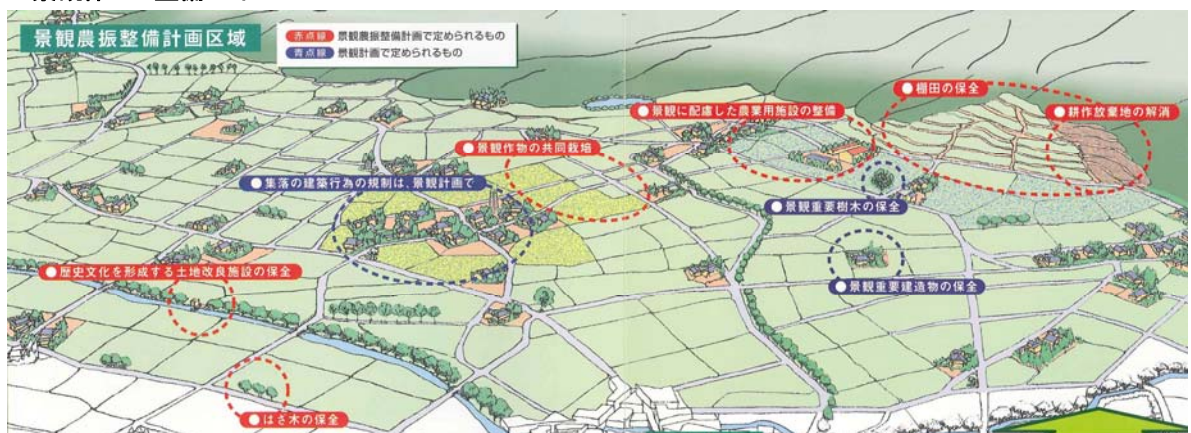 景観農振整備計画区域
赤点線 景観農振整備計画で定められるもの
青点線 景観計画で定められるもの
●棚田の保全
●景観に配慮した農業用施設の整備
●耕作放棄地の解消
●景観作物の共同栽培
●集落の建築行為の規制は、景観計画で
●景観重要樹木の保全
●歴史文化を形成する土地改良施設の保全
●景観重要建造物の保全
●はさ木の保全